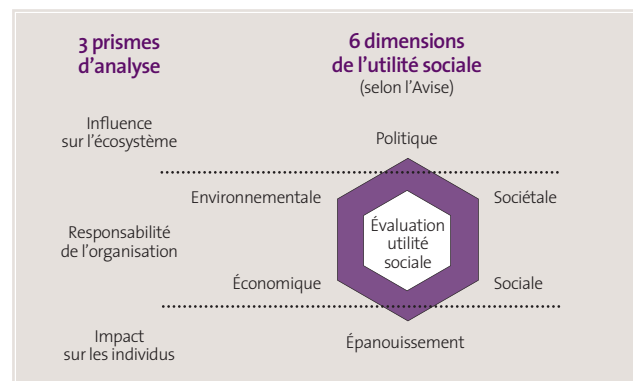 3 prismes
d'analyse
6 dimensions
de l'utilité sociale
(selon l'Avise)
Influence
sur l'écosystème
Politique
Environnementale
Sociétale
Responsabilité
de l'organisation
Évaluation
utilité
sociale
Économique
Sociale
Impact
sur les individus
Épanouissement